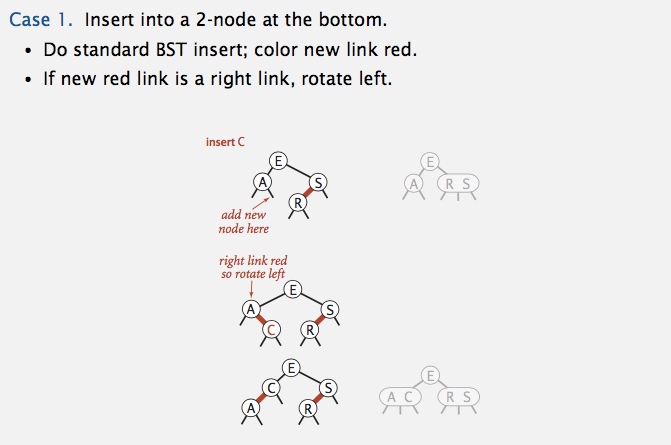 Case 1. Insert into a 2-node at the bottom.
• Do standard BST insert; color new link red.
• If new red link is a right link, rotate left.
insert C
E
E
A
S
A
R S
R
add new
node here
right link red
so rotate left
E
A
S
C
R
E
E
C
S
A C
R S
A
R